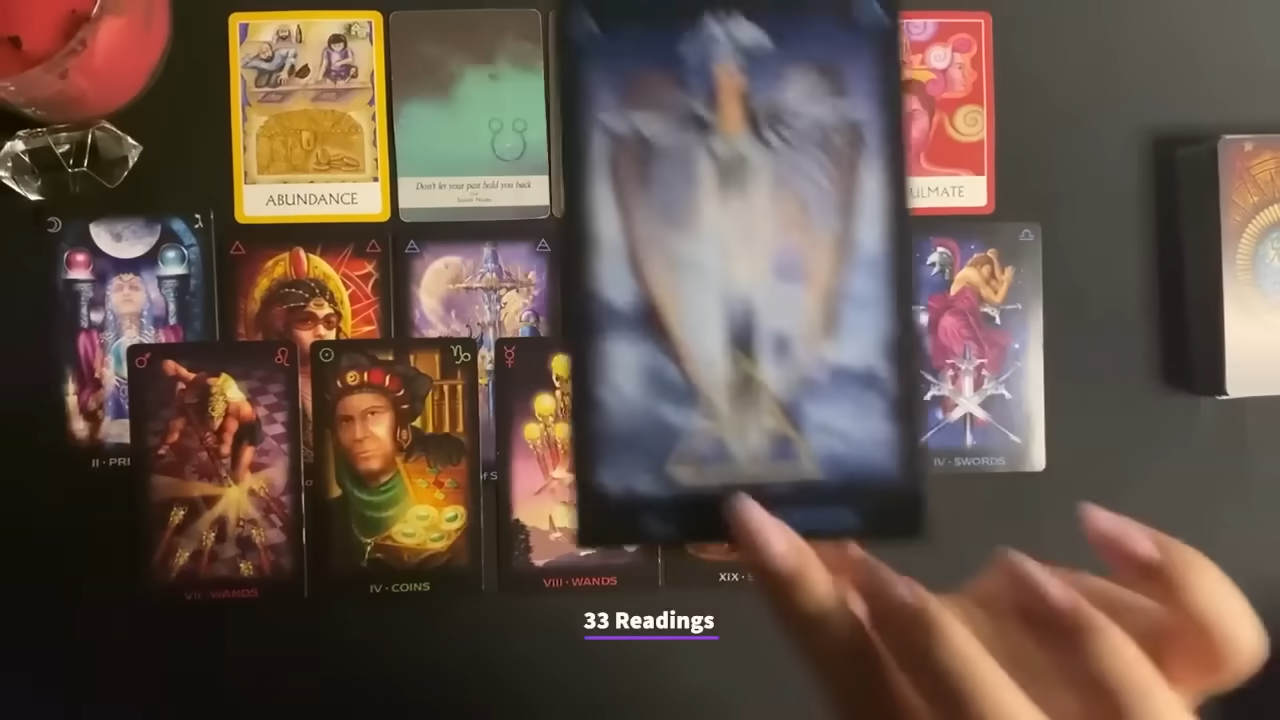 ABUNDANCE
Don't let your past hold you back
ULMATE
II · PRI
of S
IV · SWORDS
VII · WANDS
IV · COINS
VIII · WANDS
XIX ·
33 Readings